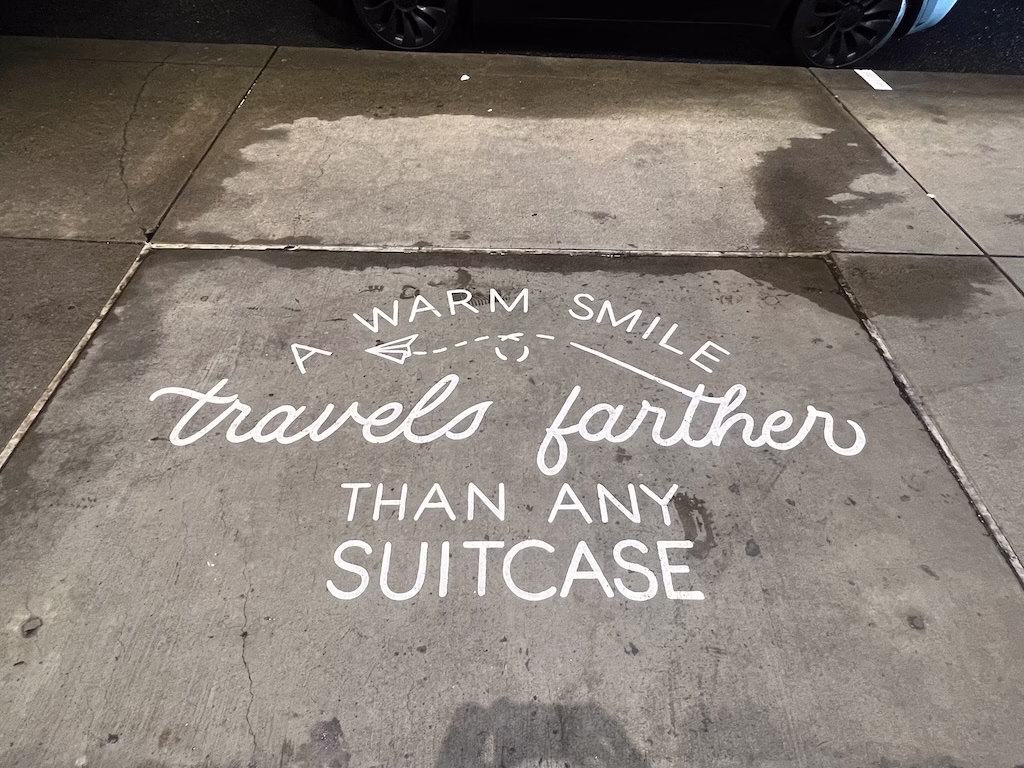 A WARM SMILE
travels farther
THAN ANY
SUITCASE